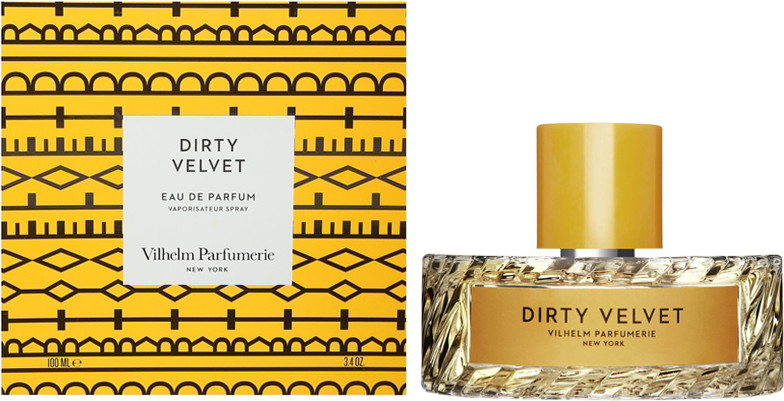 DIRTY
VELVET
EAU DE PARFUM
VAPORISATEUR SPRAY
Vilhelm Parfumerie
NEW YORK
100 ML ℮
3.4 OZ.
DIRTY VELVET
VILHELM PARFUMERIE
NEW YORK